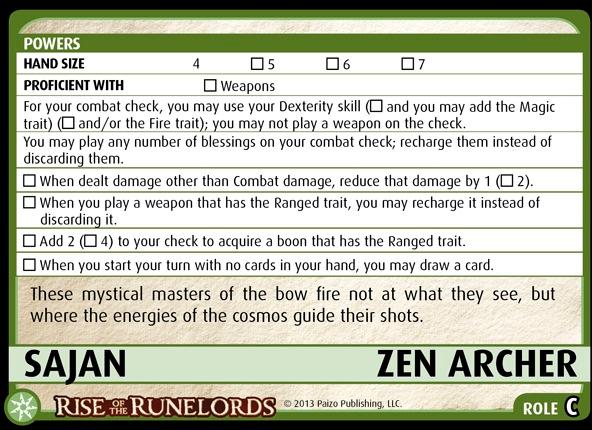 POWERS
HAND SIZE 4 ☐ 5 ☐ 6 ☐ 7
PROFICIENT WITH ☐ Weapons
For your combat check, you may use your Dexterity skill (☐ and you may add the Magic
trait) (☐ and/or the Fire trait); you may not play a weapon on the check.
You may play any number of blessings on your combat check; recharge them instead of
discarding them.
☐ When dealt damage other than Combat damage, reduce that damage by 1 (☐ 2).
☐ When you play a weapon that has the Ranged trait, you may recharge it instead of
discarding it.
☐ Add 2 (☐ 4) to your check to acquire a boon that has the Ranged trait.
☐ When you start your turn with no cards in your hand, you may draw a card.
These mystical masters of the bow fire not at what they see, but
where the energies of the cosmos guide their shots.
SAJAN ZEN ARCHER
RISE OF THE RUNELORDS © 2013 Paizo Publishing, LLC. ROLE C